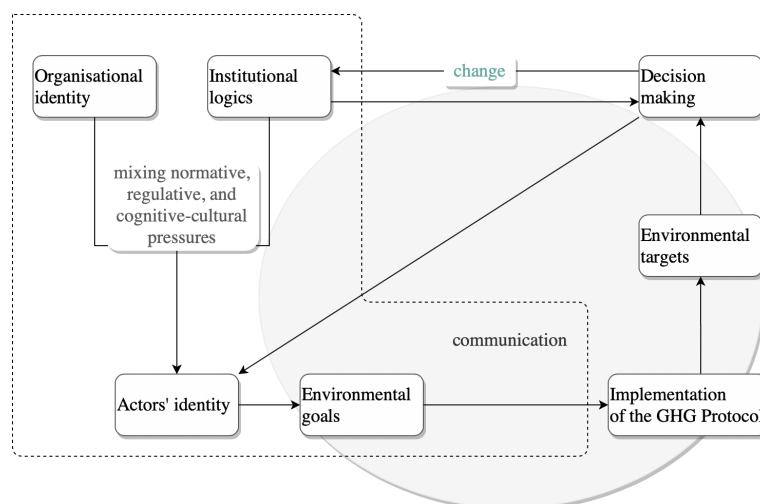 Organisational
identity
Institutional
logics
change
Decision
making
mixing normative,
regulative, and
cognitive-cultural
pressures
Environmental
targets
communication
Actors' identity
Environmental
goals
Implementation
of the GHG Protocol